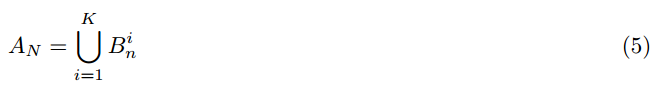 A_N = \bigcup_{i=1}^{K} B_n^i (5)